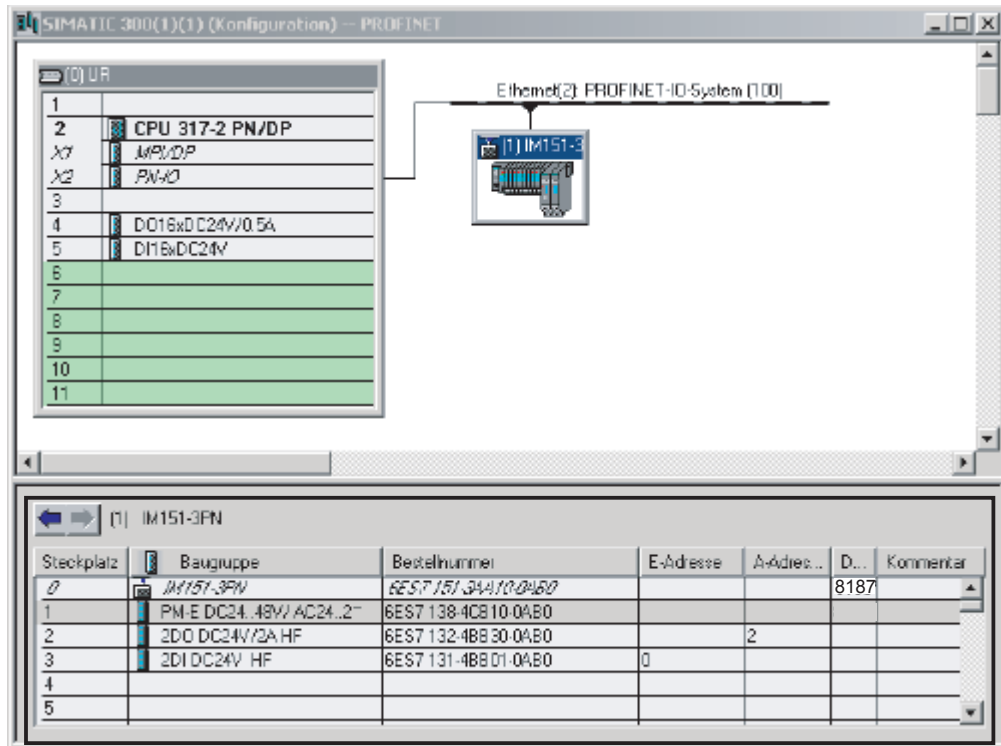 SIMATIC 300(1)(1) (Konfiguration) -- PROFINET
(0) UR
1
2 CPU 317-2 PN/DP
X1 MPI/DP
X2 PN-IO
3
4 DO16xDC24V/0.5A
5 DI16xDC24V
6
7
8
9
10
11
Ethernet(2): PROFINET-IO-System (100)
(1) IM151-3
(1) IM151-3PN
Steckplatz Baugruppe Bestellnummer E-Adresse A-Adres... D... Kommentar
0 IM151-3PN 6ES7 151-3AA10-0AB0 8187
1 PM-E DC24..48V/ AC24..2 6ES7 138-4CB10-0AB0
2 2DO DC24V/2A HF 6ES7 132-4BB30-0AB0 2
3 2DI DC24V HF 6ES7 131-4BB01-0AB0 0
4
5